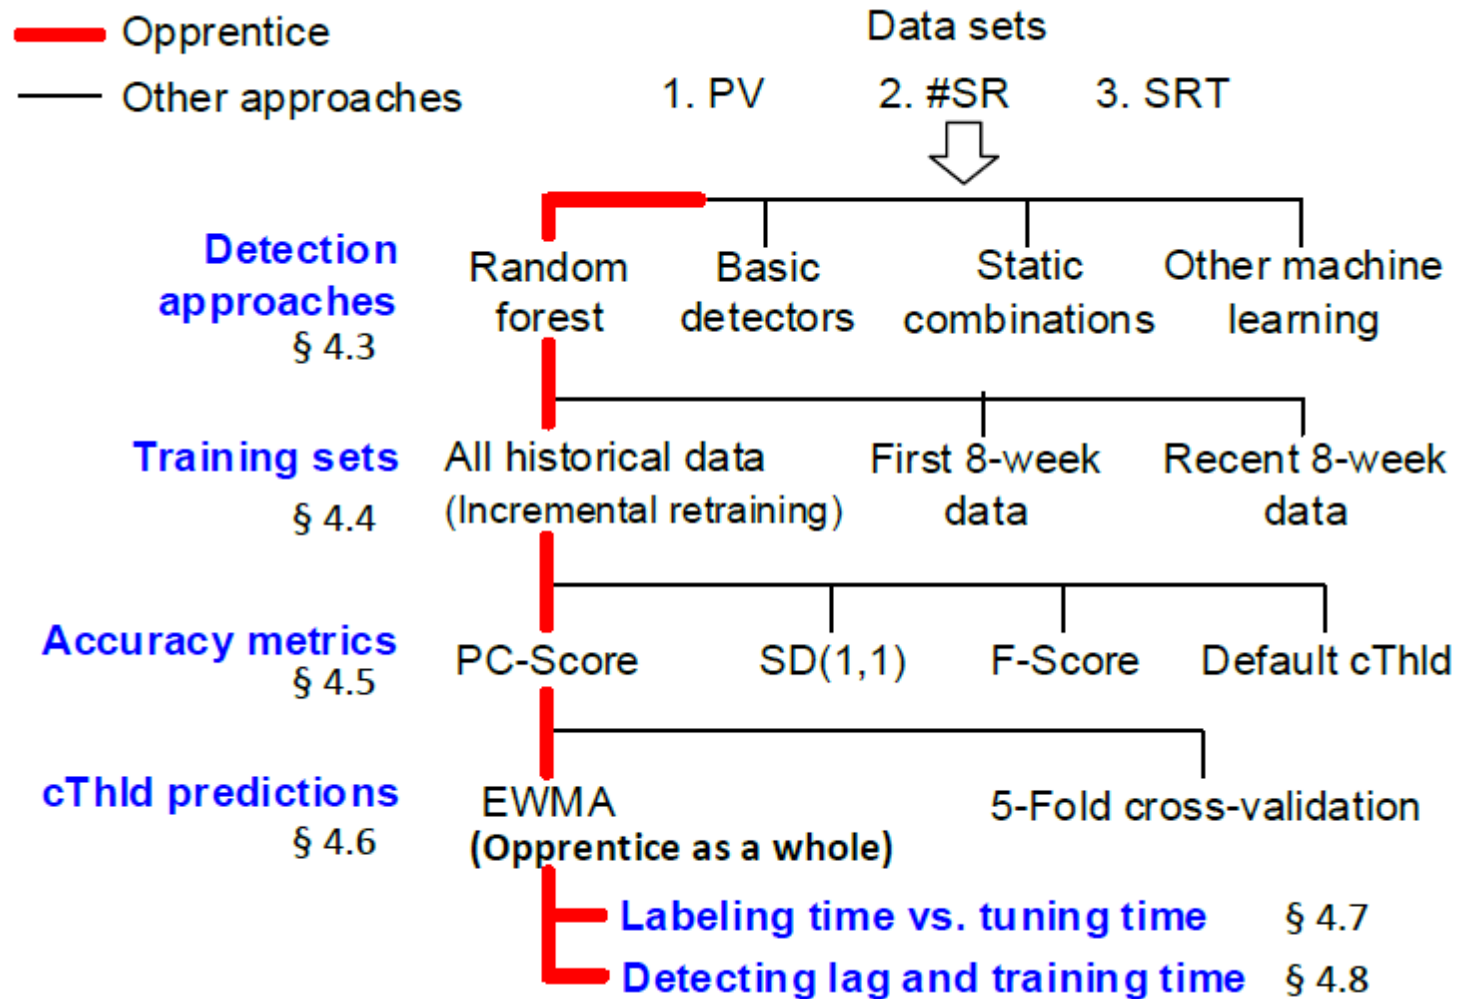 Opprentice
Other approaches
Data sets
1. PV
2. #SR
3. SRT
Detection
approaches
§ 4.3
Random
forest
Basic
detectors
Static
combinations
Other machine
learning
Training sets
§ 4.4
All historical data
(Incremental retraining)
First 8-week
data
Recent 8-week
data
Accuracy metrics
§ 4.5
PC-Score
SD(1,1)
F-Score
Default cThld
cThld predictions
§ 4.6
EWMA
(Opprentice as a whole)
5-Fold cross-validation
Labeling time vs. tuning time § 4.7
Detecting lag and training time § 4.8